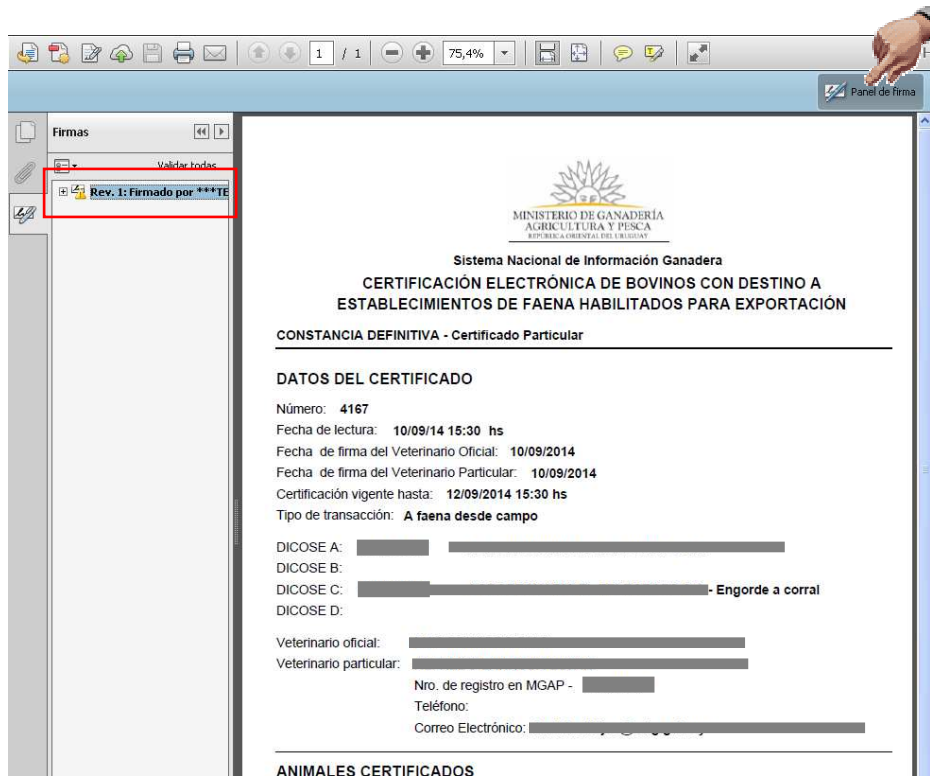 1 / 1 75,4%
Panel de firma
Firmas
Validar todas
Rev. 1: Firmado por ***TE
MINISTERIO DE GANADERÍA
AGRICULTURA Y PESCA
REPÚBLICA ORIENTAL DEL URUGUAY
Sistema Nacional de Información Ganadera
CERTIFICACIÓN ELECTRÓNICA DE BOVINOS CON DESTINO A
ESTABLECIMIENTOS DE FAENA HABILITADOS PARA EXPORTACIÓN
CONSTANCIA DEFINITIVA - Certificado Particular
DATOS DEL CERTIFICADO
Número: 4167
Fecha de lectura: 10/09/14 15:30 hs
Fecha de firma del Veterinario Oficial: 10/09/2014
Fecha de firma del Veterinario Particular: 10/09/2014
Certificación vigente hasta: 12/09/2014 15:30 hs
Tipo de transacción: A faena desde campo
DICOSE A:
DICOSE B:
DICOSE C: - Engorde a corral
DICOSE D:
Veterinario oficial:
Veterinario particular:
Nro. de registro en MGAP -
Teléfono:
Correo Electrónico:
ANIMALES CERTIFICADOS